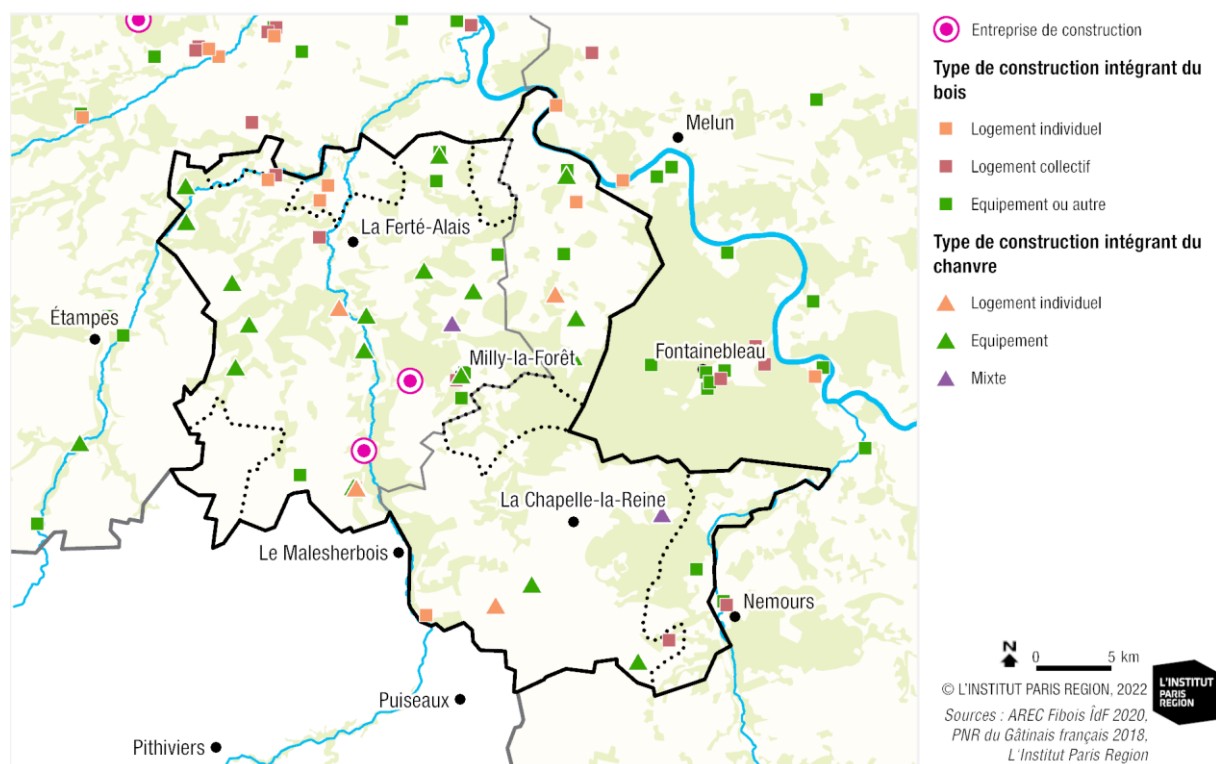 Melun
La Ferté-Alais
Étampes
Milly-la-Forêt
Fontainebleau
La Chapelle-la-Reine
Le Malesherbois
Nemours
Puiseaux
Pithiviers
Entreprise de construction
Type de construction intégrant du
bois
Logement individuel
Logement collectif
Equipement ou autre
Type de construction intégrant du
chanvre
Logement individuel
Equipement
Mixte
N
0 5 km
© L'INSTITUT PARIS REGION, 2022
Sources : AREC Fibois ÎdF 2020,
PNR du Gâtinais français 2018,
L'Institut Paris Region
L'INSTITUT
PARIS
REGION